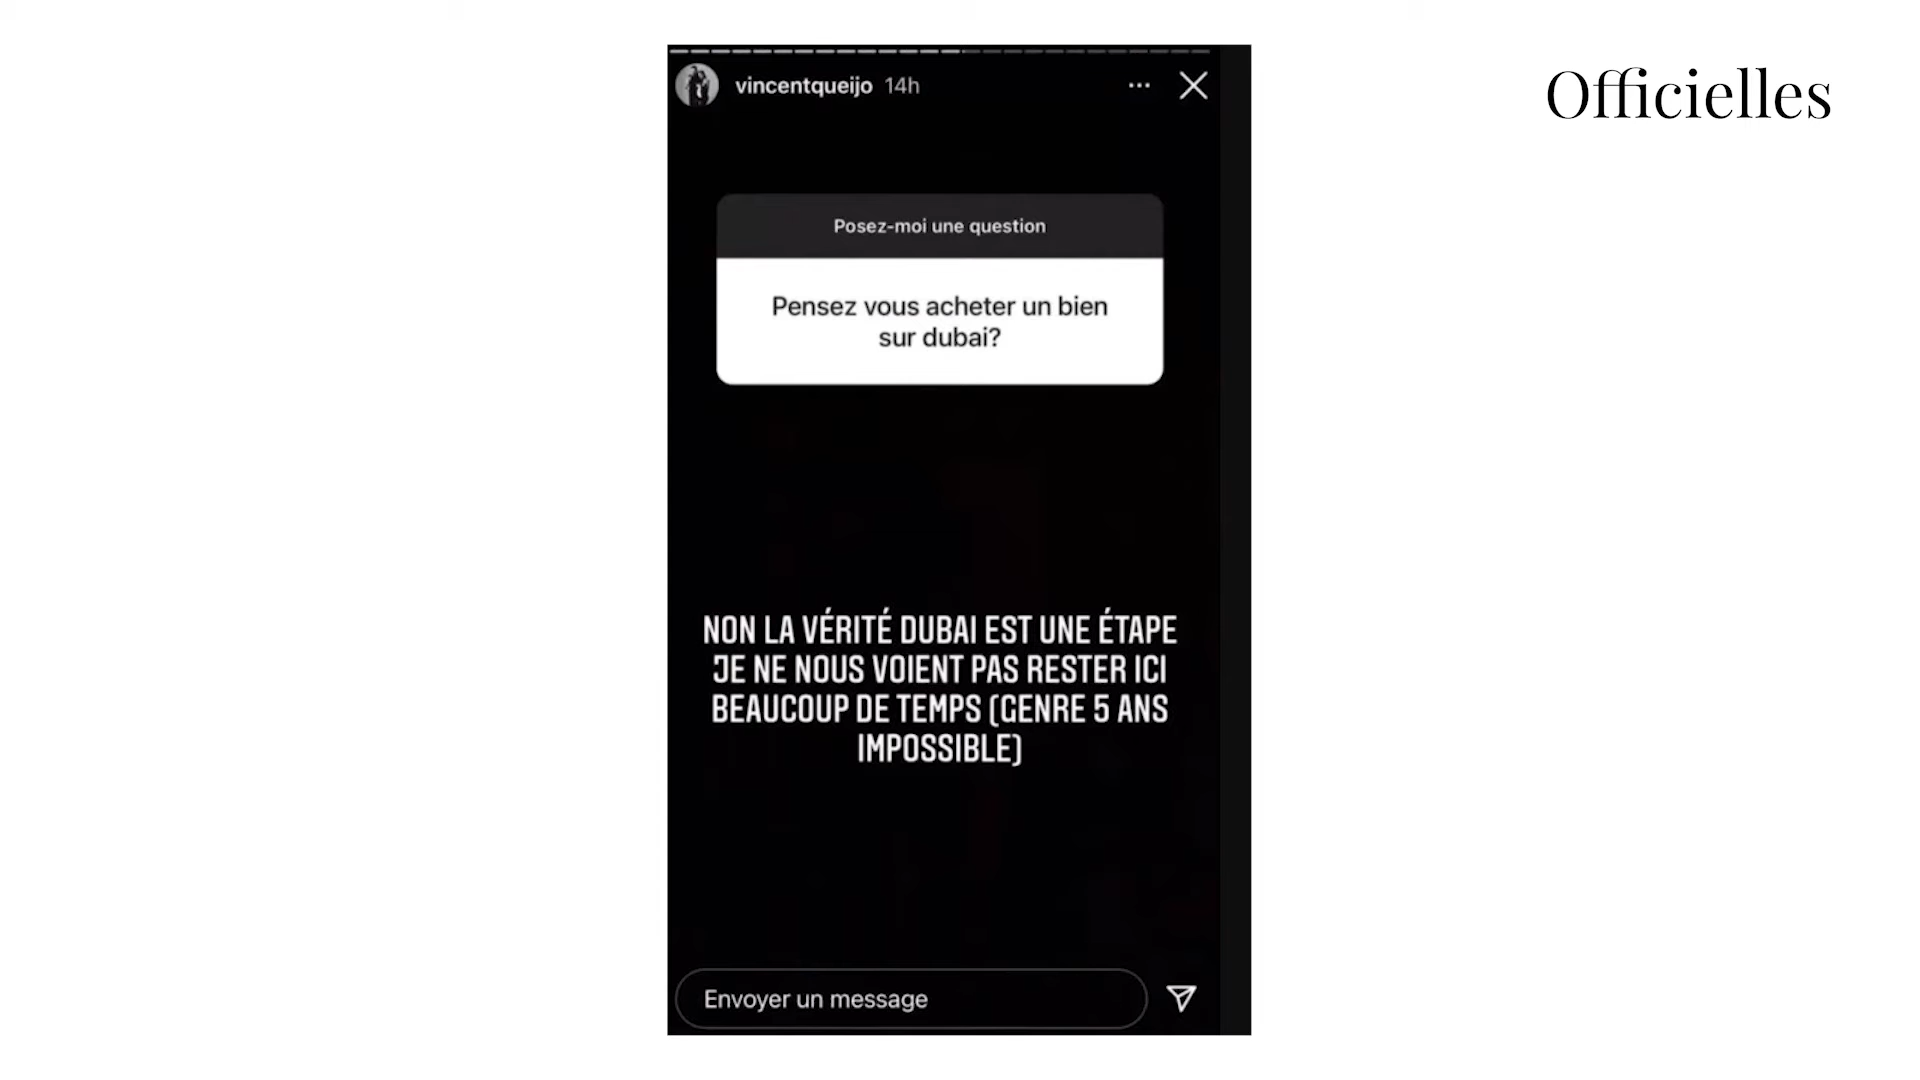 Officielles
vincentqueijo 14h
Posez-moi une question
Pensez vous acheter un bien
sur dubai?
NON LA VÉRITÉ DUBAI EST UNE ÉTAPE
JE NE NOUS VOIENT PAS RESTER ICI
BEAUCOUP DE TEMPS (GENRE 5 ANS
IMPOSSIBLE)
Envoyer un message